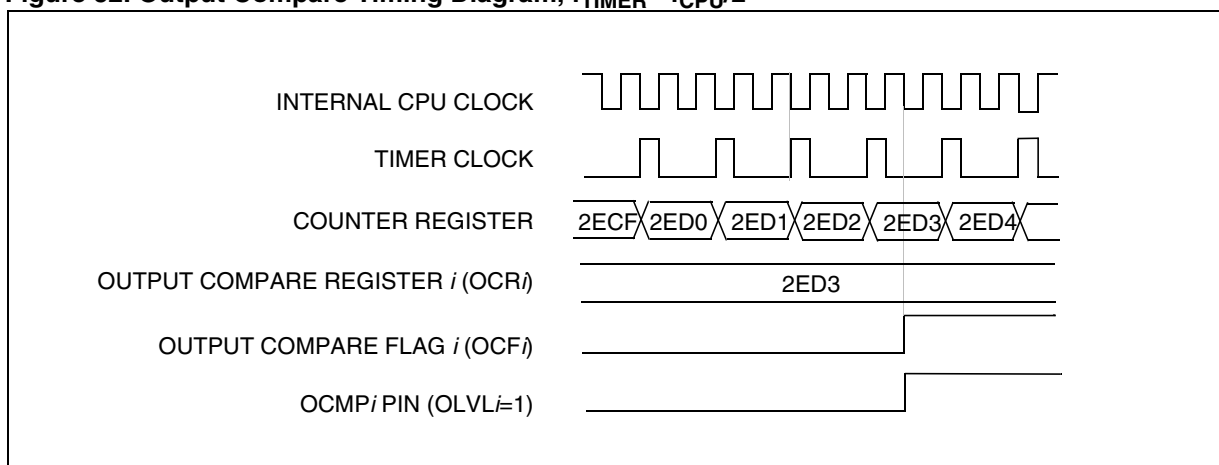 INTERNAL CPU CLOCK
TIMER CLOCK
COUNTER REGISTER 2ECF 2ED0 2ED1 2ED2 2ED3 2ED4
OUTPUT COMPARE REGISTER i (OCRi) 2ED3
OUTPUT COMPARE FLAG i (OCFi)
OCMPi PIN (OLVLi=1)